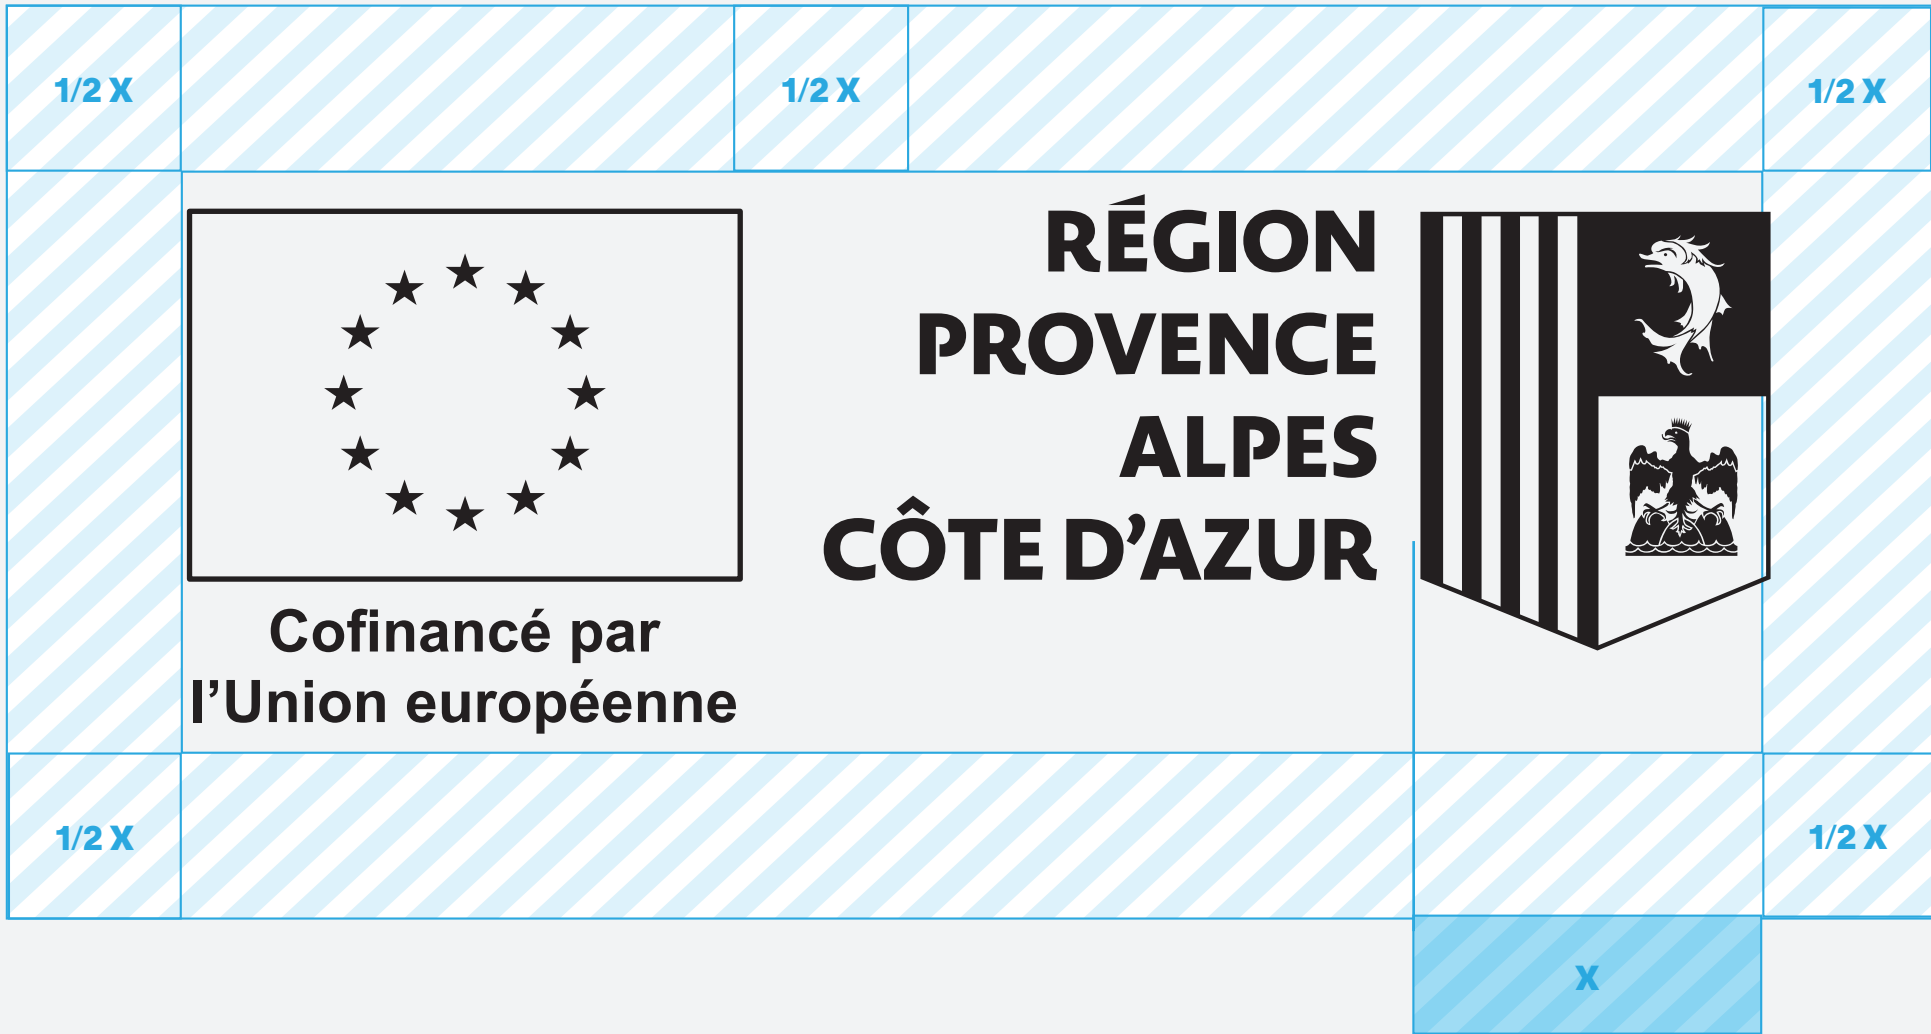 1/2 X
1/2 X
1/2 X
RÉGION
PROVENCE
ALPES
CÔTE D’AZUR
Cofinancé par
l’Union européenne
1/2 X
1/2 X
X